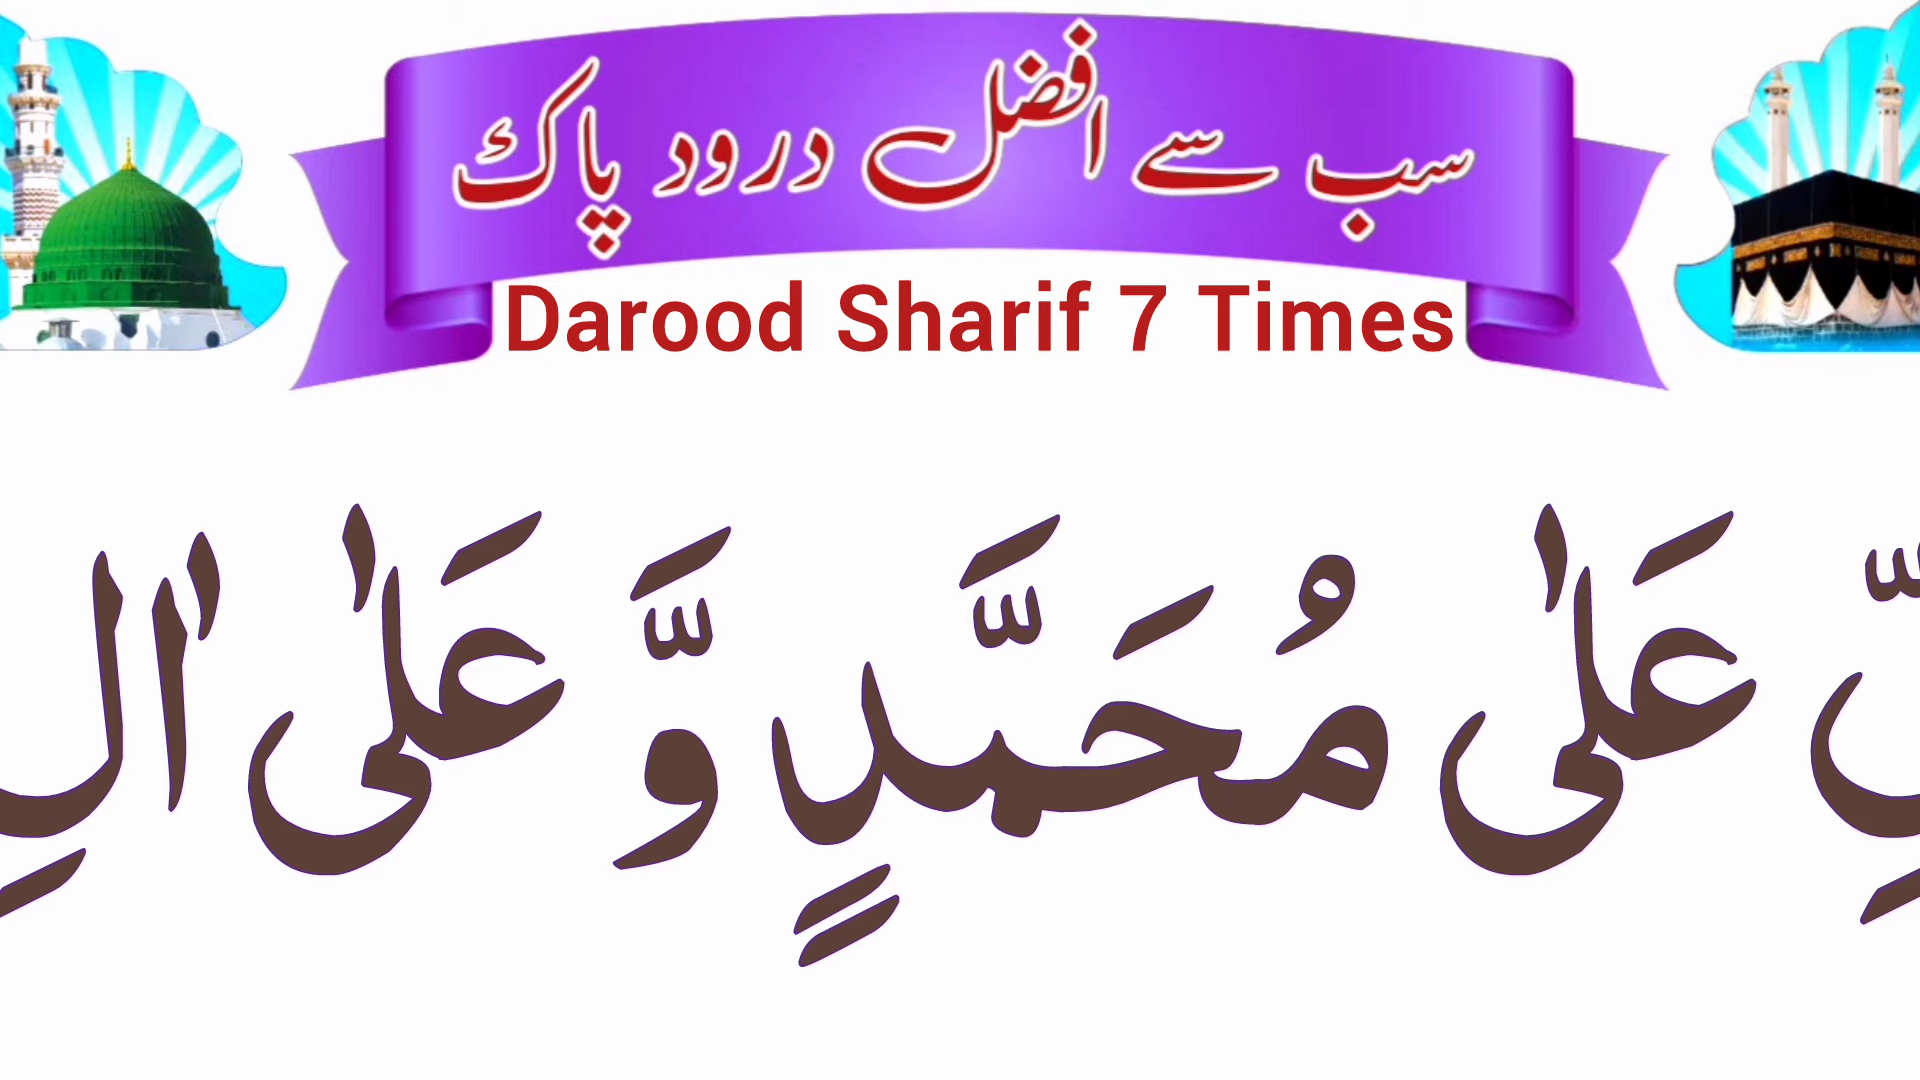 سب سے افضل درود پاک
Darood Sharif 7 Times
عَلٰى مُحَمَّدٍ وَّ عَلٰى اٰلِ